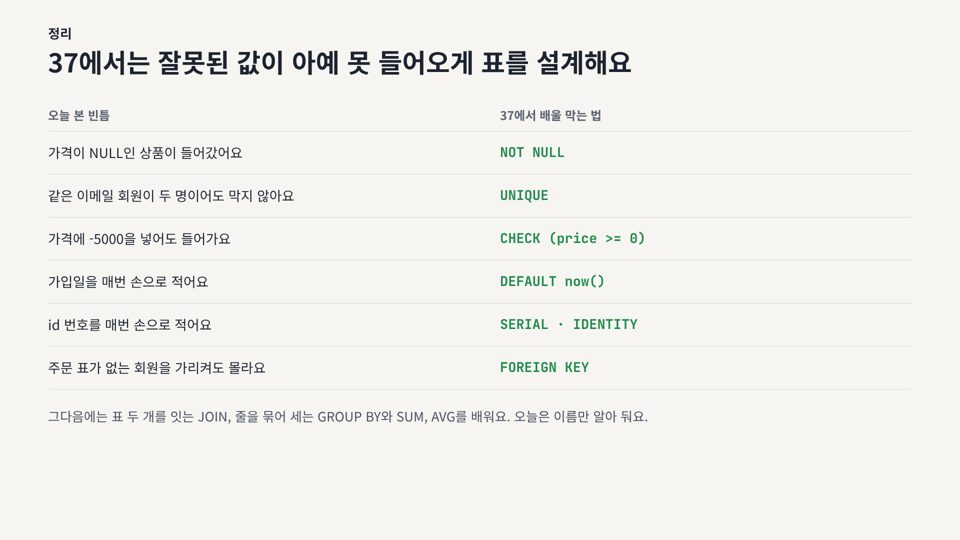 정리
37에서는 잘못된 값이 아예 못 들어오게 표를 설계해요
오늘 본 빈틈 37에서 배울 막는 법
가격이 NULL인 상품이 들어갔어요 NOT NULL
같은 이메일 회원이 두 명이어도 막지 않아요 UNIQUE
가격에 -5000을 넣어도 들어가요 CHECK (price >= 0)
가입일을 매번 손으로 적어요 DEFAULT now()
id 번호를 매번 손으로 적어요 SERIAL · IDENTITY
주문 표가 없는 회원을 가리켜도 몰라요 FOREIGN KEY
그다음에는 표 두 개를 잇는 JOIN, 줄을 묶어 세는 GROUP BY와 SUM, AVG를 배워요. 오늘은 이름만 알아 둬요.